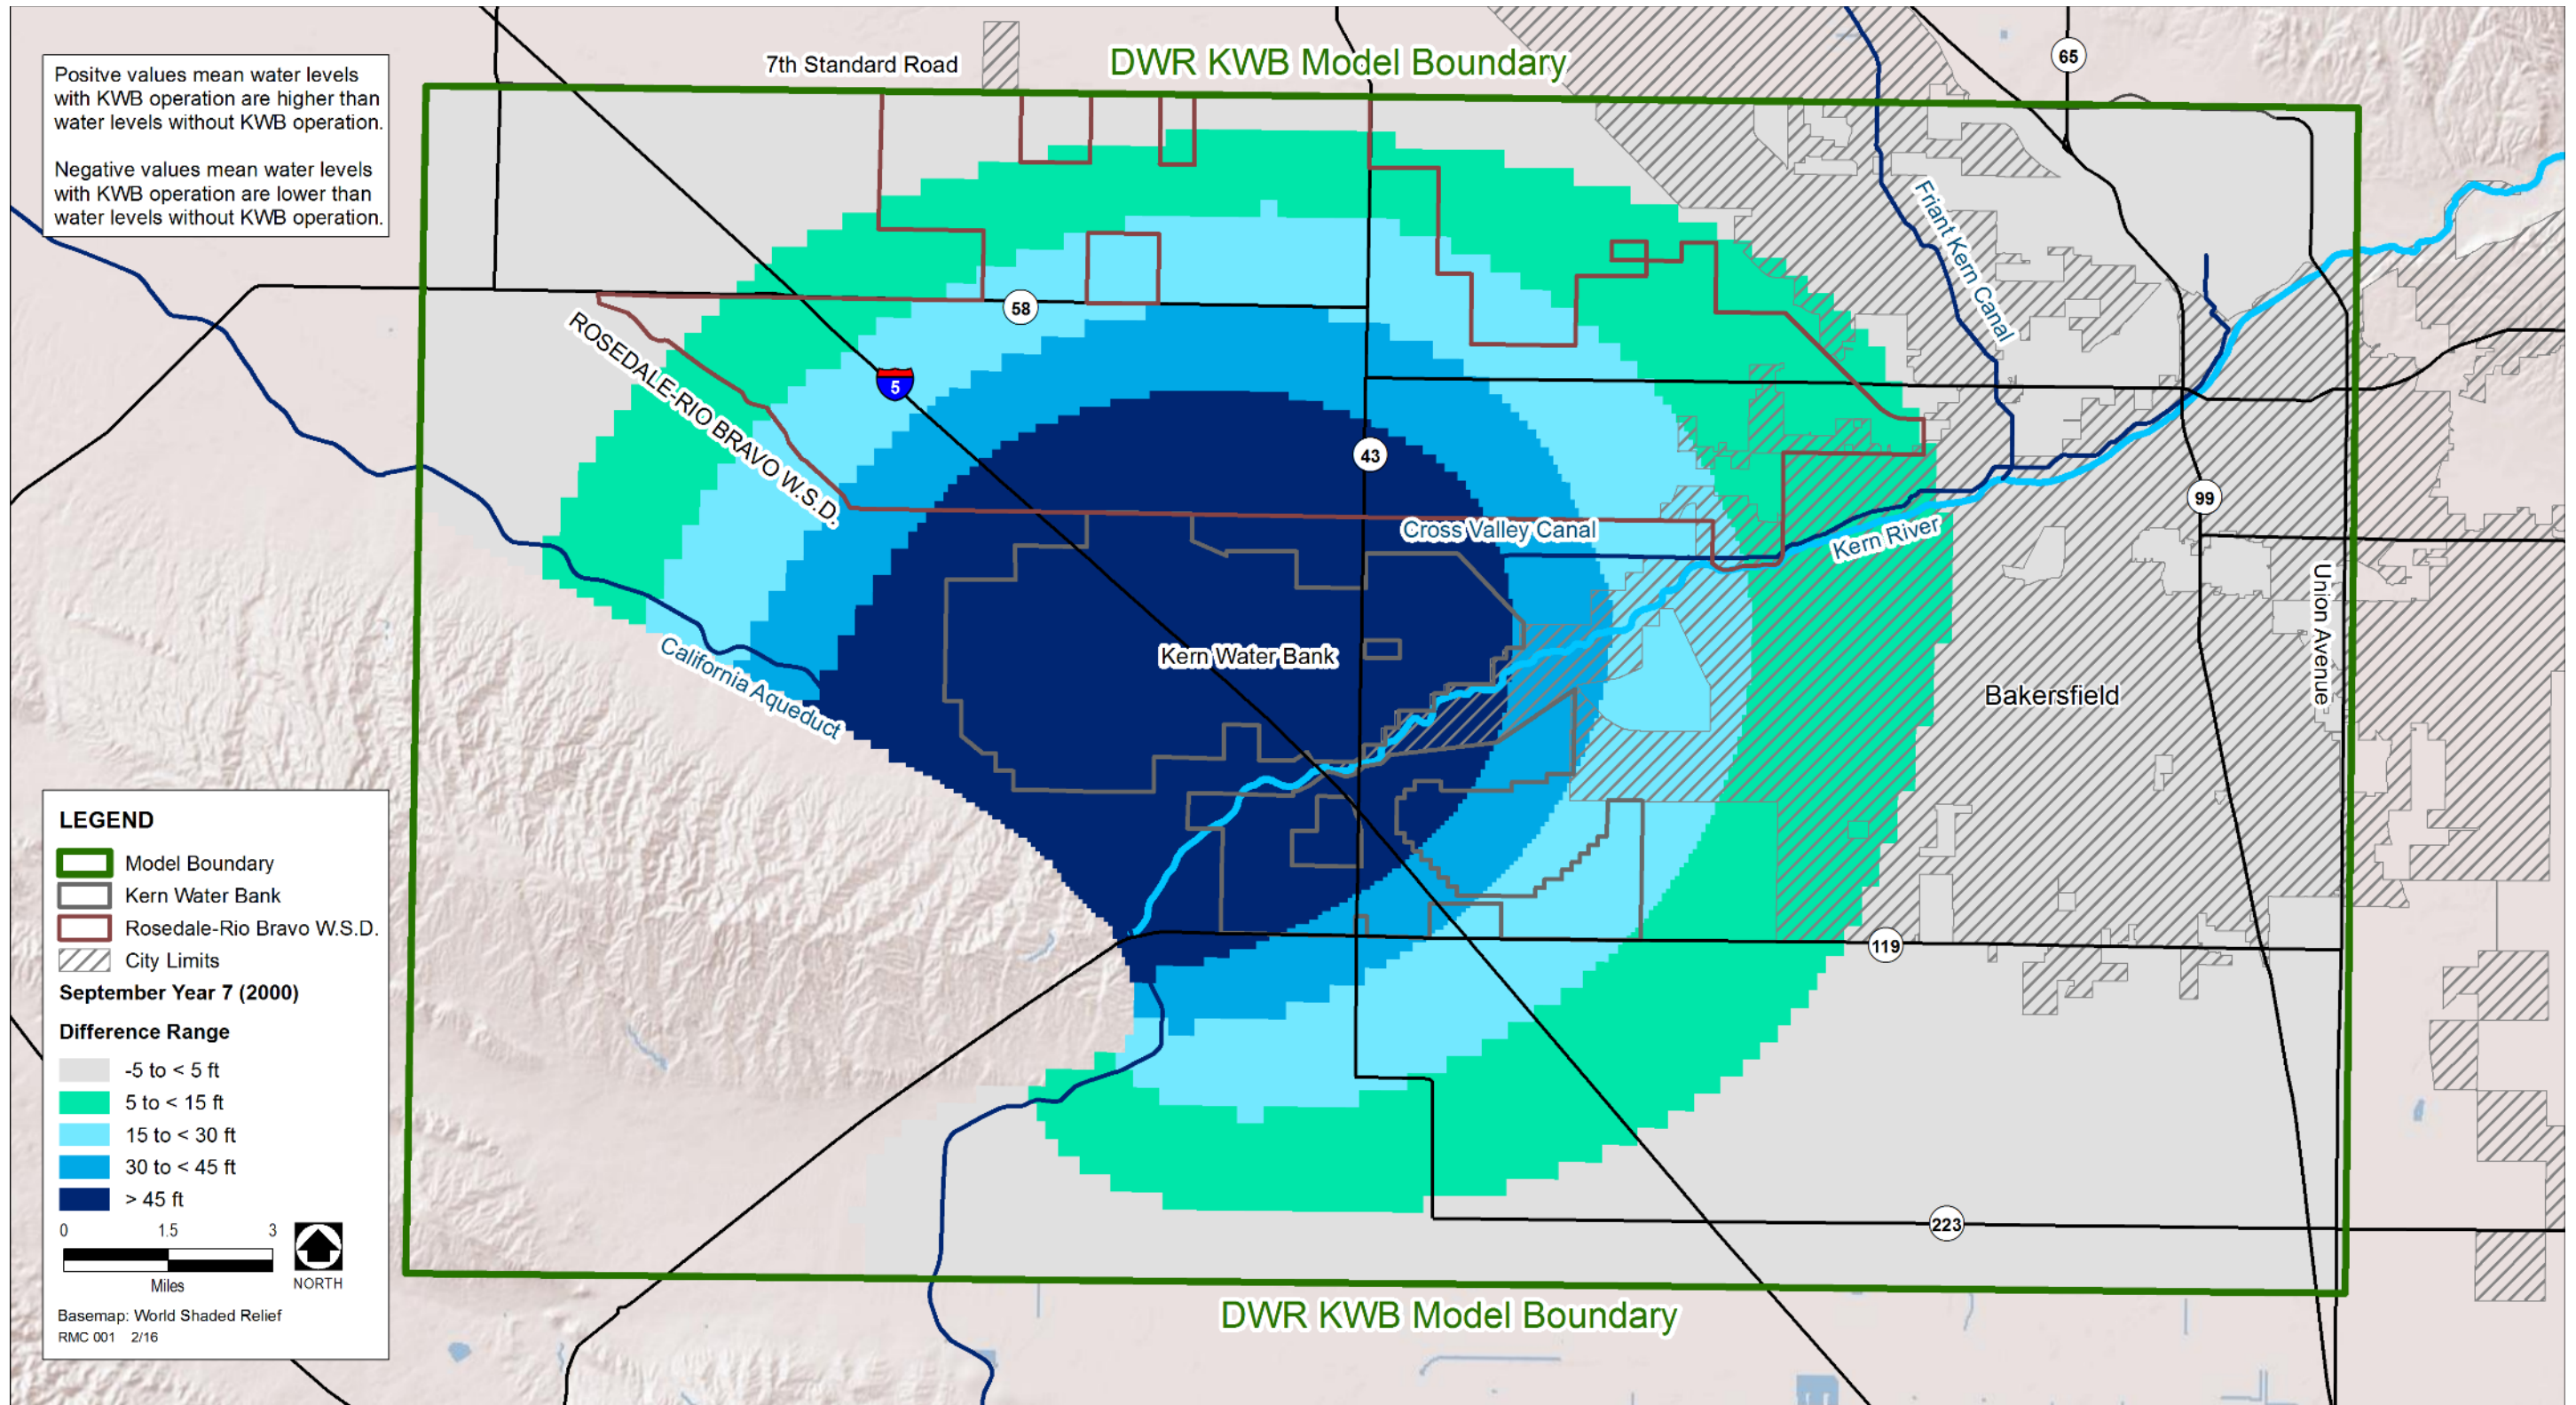 Positve values mean water levels
with KWB operation are higher than
water levels without KWB operation.
Negative values mean water levels
with KWB operation are lower than
water levels without KWB operation.
7th Standard Road
DWR KWB Model Boundary
65
Friant Kern Canal
58
ROSEDALE-RIO BRAVO W.S.D.
5
43
99
Cross Valley Canal
Kern River
Union Avenue
Kern Water Bank
California Aqueduct
Bakersfield
119
223
DWR KWB Model Boundary
LEGEND
Model Boundary
Kern Water Bank
Rosedale-Rio Bravo W.S.D.
City Limits
September Year 7 (2000)
Difference Range
-5 to < 5 ft
5 to < 15 ft
15 to < 30 ft
30 to < 45 ft
> 45 ft
0 1.5 3
Miles
NORTH
Basemap: World Shaded Relief
RMC 001 2/16